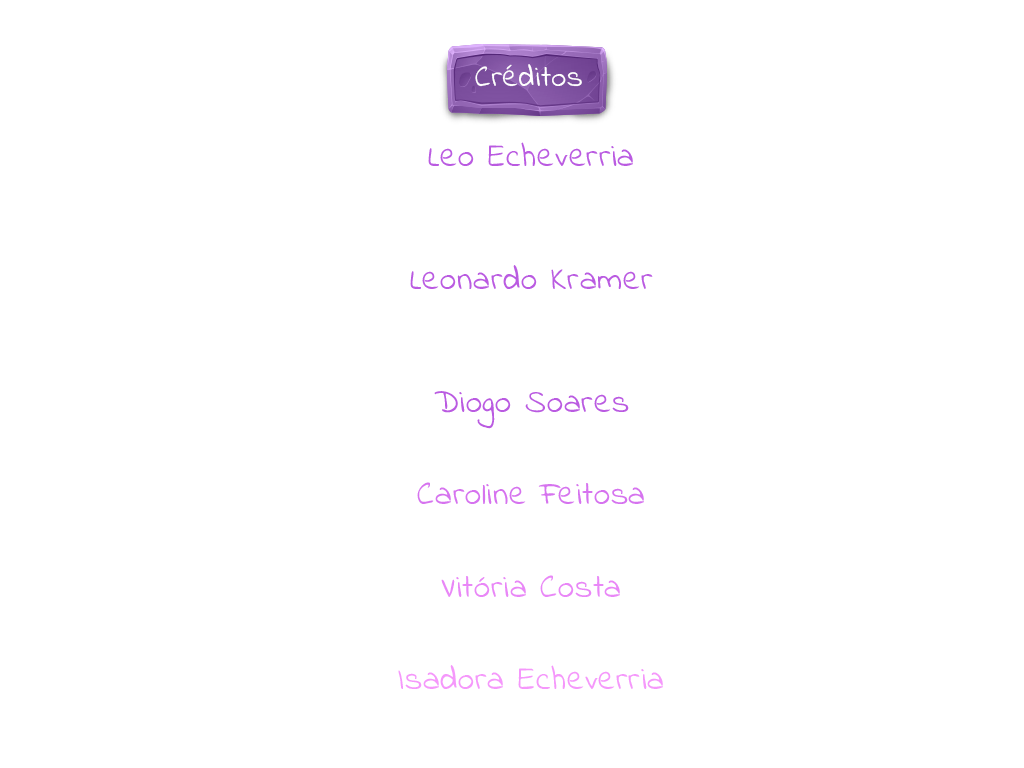 Créditos
Leo Echeverria
Leonardo Kramer
Diogo Soares
Caroline Feitosa
Vitória Costa
Isadora Echeverria